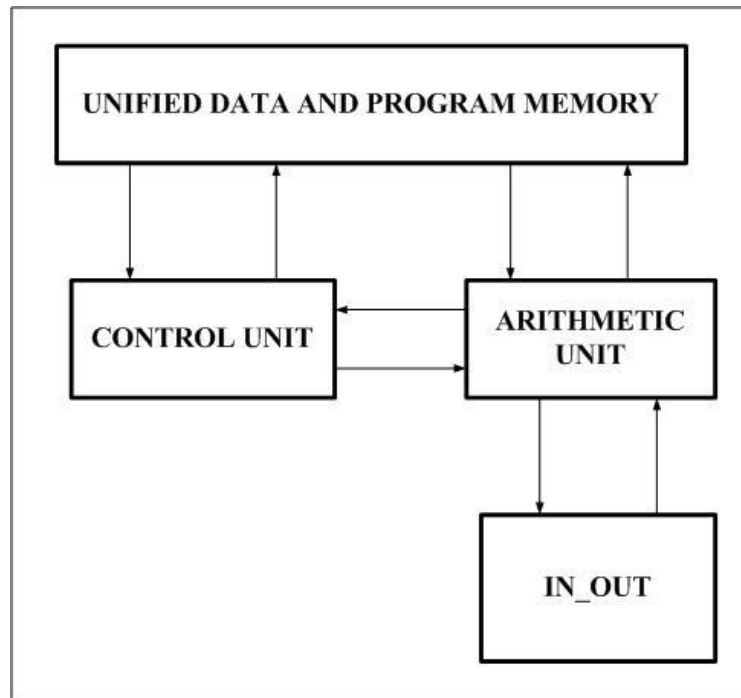 UNIFIED DATA AND PROGRAM MEMORY
CONTROL UNIT
ARITHMETIC
UNIT
IN_OUT